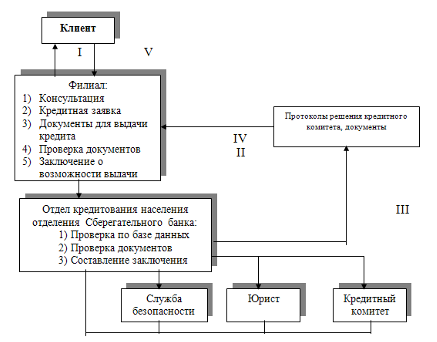 Клиент
I
V
Филиал:
1) Консультация
2) Кредитная заявка
3) Документы для выдачи
кредита
4) Проверка документов
5) Заключение о
возможности выдачи
IV
II
Протоколы решения кредитного
комитета, документы
III
Отдел кредитования населения
отделения Сберегательного банка:
1) Проверка по базе данных
2) Проверка документов
3) Составление заключения
Служба
безопасности
Юрист
Кредитный
комитет